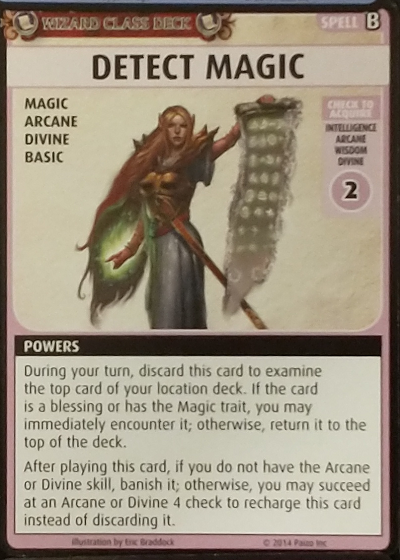 WIZARD CLASS DECK
SPELL B
DETECT MAGIC
MAGIC
ARCANE
DIVINE
BASIC
CHECK TO
ACQUIRE
INTELLIGENCE
ARCANE
WISDOM
DIVINE
2
POWERS
During your turn, discard this card to examine
the top card of your location deck. If the card
is a blessing or has the Magic trait, you may
immediately encounter it; otherwise, return it to the
top of the deck.
After playing this card, if you do not have the Arcane
or Divine skill, banish it; otherwise, you may succeed
at an Arcane or Divine 4 check to recharge this card
instead of discarding it.
Illustration by Eric Braddock
© 2014 Paizo Inc